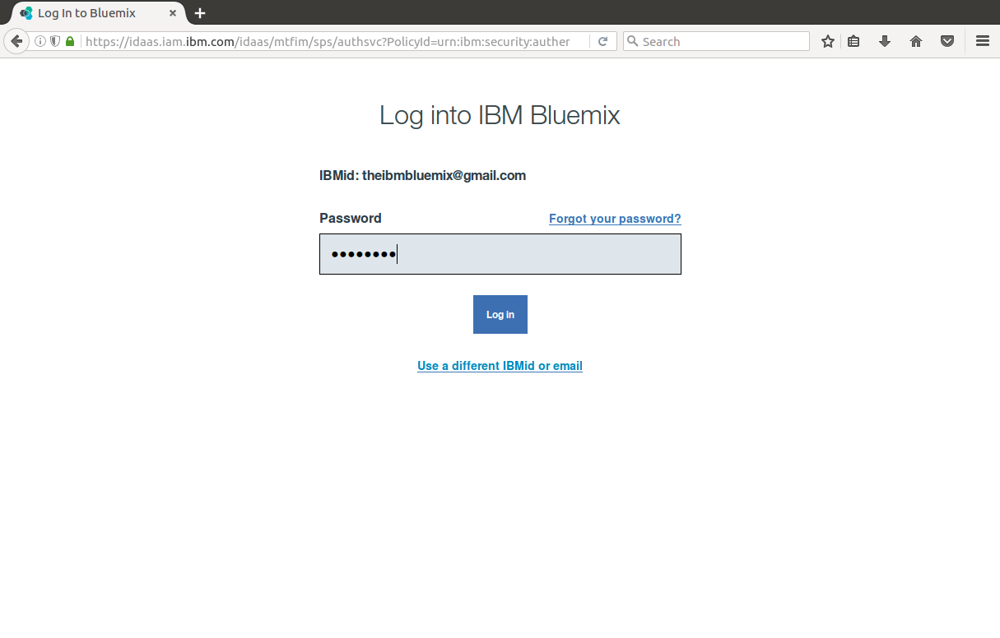 Log In to Bluemix
https://idaas.iam.ibm.com/idaas/mtfim/sps/authsvc?PolicyId=urn:ibm:security:auther
Search
Log into IBM Bluemix
IBMid: theibmbluemix@gmail.com
Password Forgot your password?
••••••••
Log in
Use a different IBMid or email